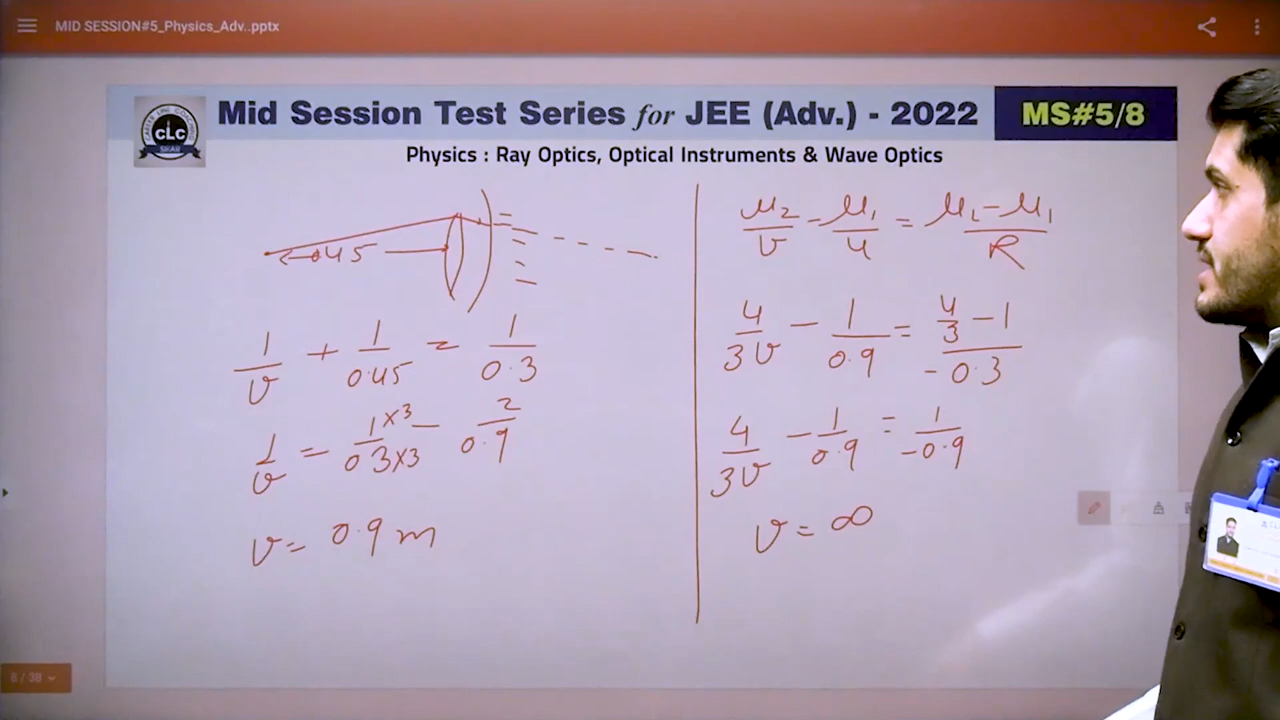 MID SESSION#5_Physics_Adv..pptx
CAREER LINE COACHING
CLC
SIKAR
Mid Session Test Series for JEE (Adv.) - 2022
MS#5/8
Physics : Ray Optics, Optical Instruments & Wave Optics
0.45
1/v + 1/0.45 = 1/0.3
1/v = 1×3/0.3×3 - 2/0.9
v = 0.9 m
μ₂/v - μ₁/u = μ₂-μ₁/R
4/3v - 1/0.9 = 4/3 - 1/-0.3
4/3v - 1/0.9 = 1/-0.9
v = ∞
8 / 38